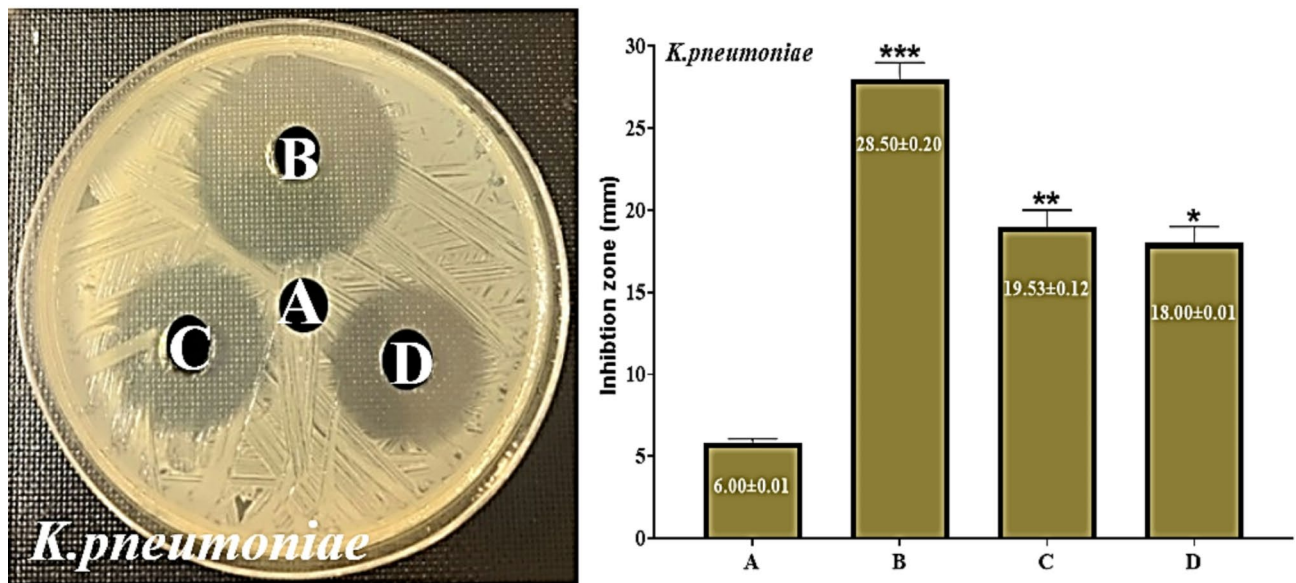 B
A
C
D
K.pneumoniae
K.pneumoniae
Inhibtion zone (mm)
30
25
20
15
10
5
0
***
**
*
28.50±0.20
19.53±0.12
18.00±0.01
6.00±0.01
A B C D